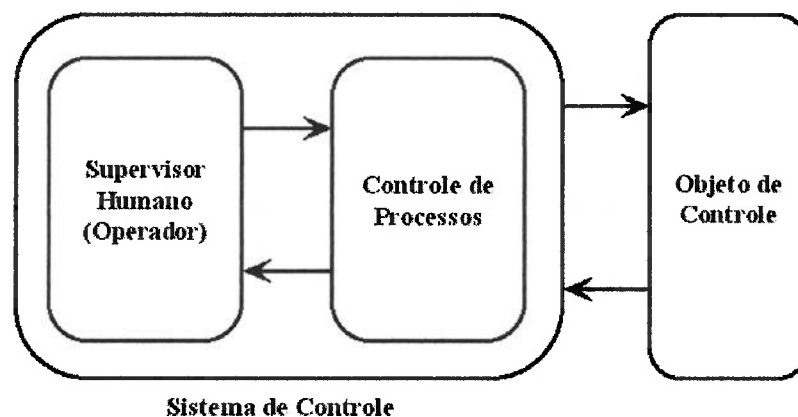 Supervisor
Humano
(Operador)
Controle de
Processos
Objeto de
Controle
Sistema de Controle